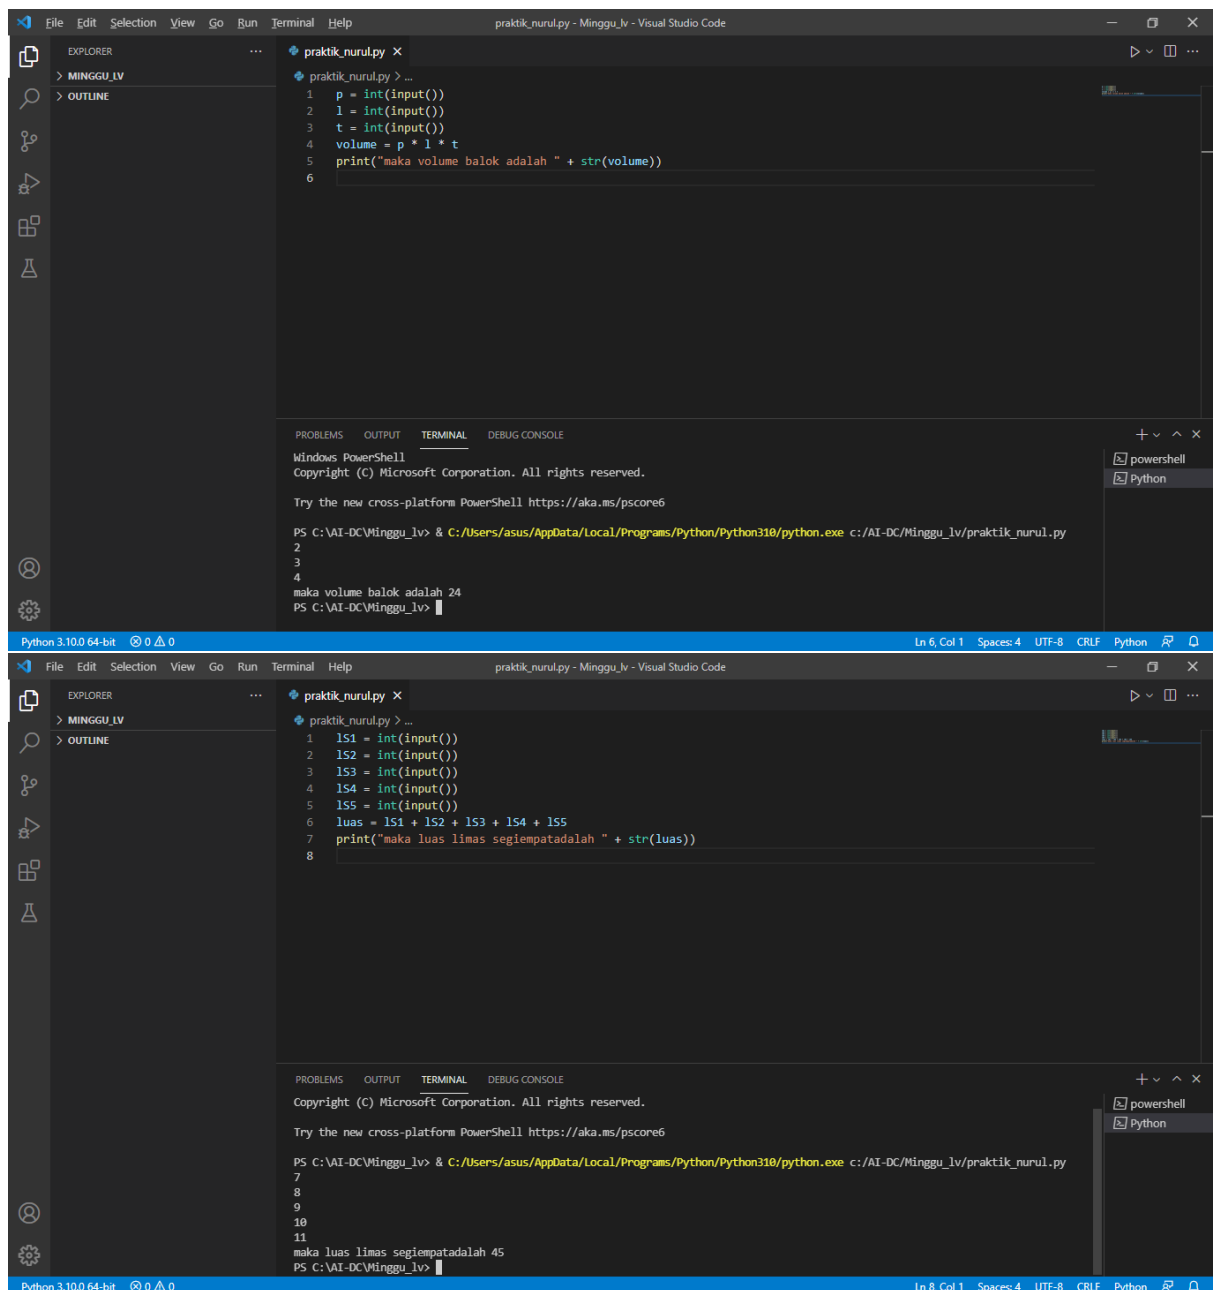 File Edit Selection View Go Run Terminal Help praktik_nurul.py - Minggu_lv - Visual Studio Code
EXPLORER ... praktik_nurul.py
> MINGGU_LV praktik_nurul.py > ...
> OUTLINE
1 p = int(input())
2 l = int(input())
3 t = int(input())
4 volume = p * l * t
5 print("maka volume balok adalah " + str(volume))
6
PROBLEMS OUTPUT TERMINAL DEBUG CONSOLE
Windows PowerShell
Copyright (C) Microsoft Corporation. All rights reserved.
Try the new cross-platform PowerShell https://aka.ms/pscore6
PS C:\AI-DC\Minggu_lv> & C:/Users/asus/AppData/Local/Programs/Python/Python310/python.exe c:/AI-DC/Minggu_lv/praktik_nurul.py
2
3
4
maka volume balok adalah 24
PS C:\AI-DC\Minggu_lv>
powershell
Python
Python 3.10.0 64-bit 0 0 Ln 6, Col 1 Spaces: 4 UTF-8 CRLF Python
File Edit Selection View Go Run Terminal Help praktik_nurul.py - Minggu_lv - Visual Studio Code
EXPLORER ... praktik_nurul.py
> MINGGU_LV praktik_nurul.py > ...
> OUTLINE
1 lS1 = int(input())
2 lS2 = int(input())
3 lS3 = int(input())
4 lS4 = int(input())
5 lS5 = int(input())
6 luas = lS1 + lS2 + lS3 + lS4 + lS5
7 print("maka luas limas segiempatadalah " + str(luas))
8
PROBLEMS OUTPUT TERMINAL DEBUG CONSOLE
Copyright (C) Microsoft Corporation. All rights reserved.
Try the new cross-platform PowerShell https://aka.ms/pscore6
PS C:\AI-DC\Minggu_lv> & C:/Users/asus/AppData/Local/Programs/Python/Python310/python.exe c:/AI-DC/Minggu_lv/praktik_nurul.py
7
8
9
10
11
maka luas limas segiempatadalah 45
PS C:\AI-DC\Minggu_lv>
powershell
Python
Python 3.10.0 64-bit 0 0 Ln 8, Col 1 Spaces: 4 UTF-8 CRLF Python